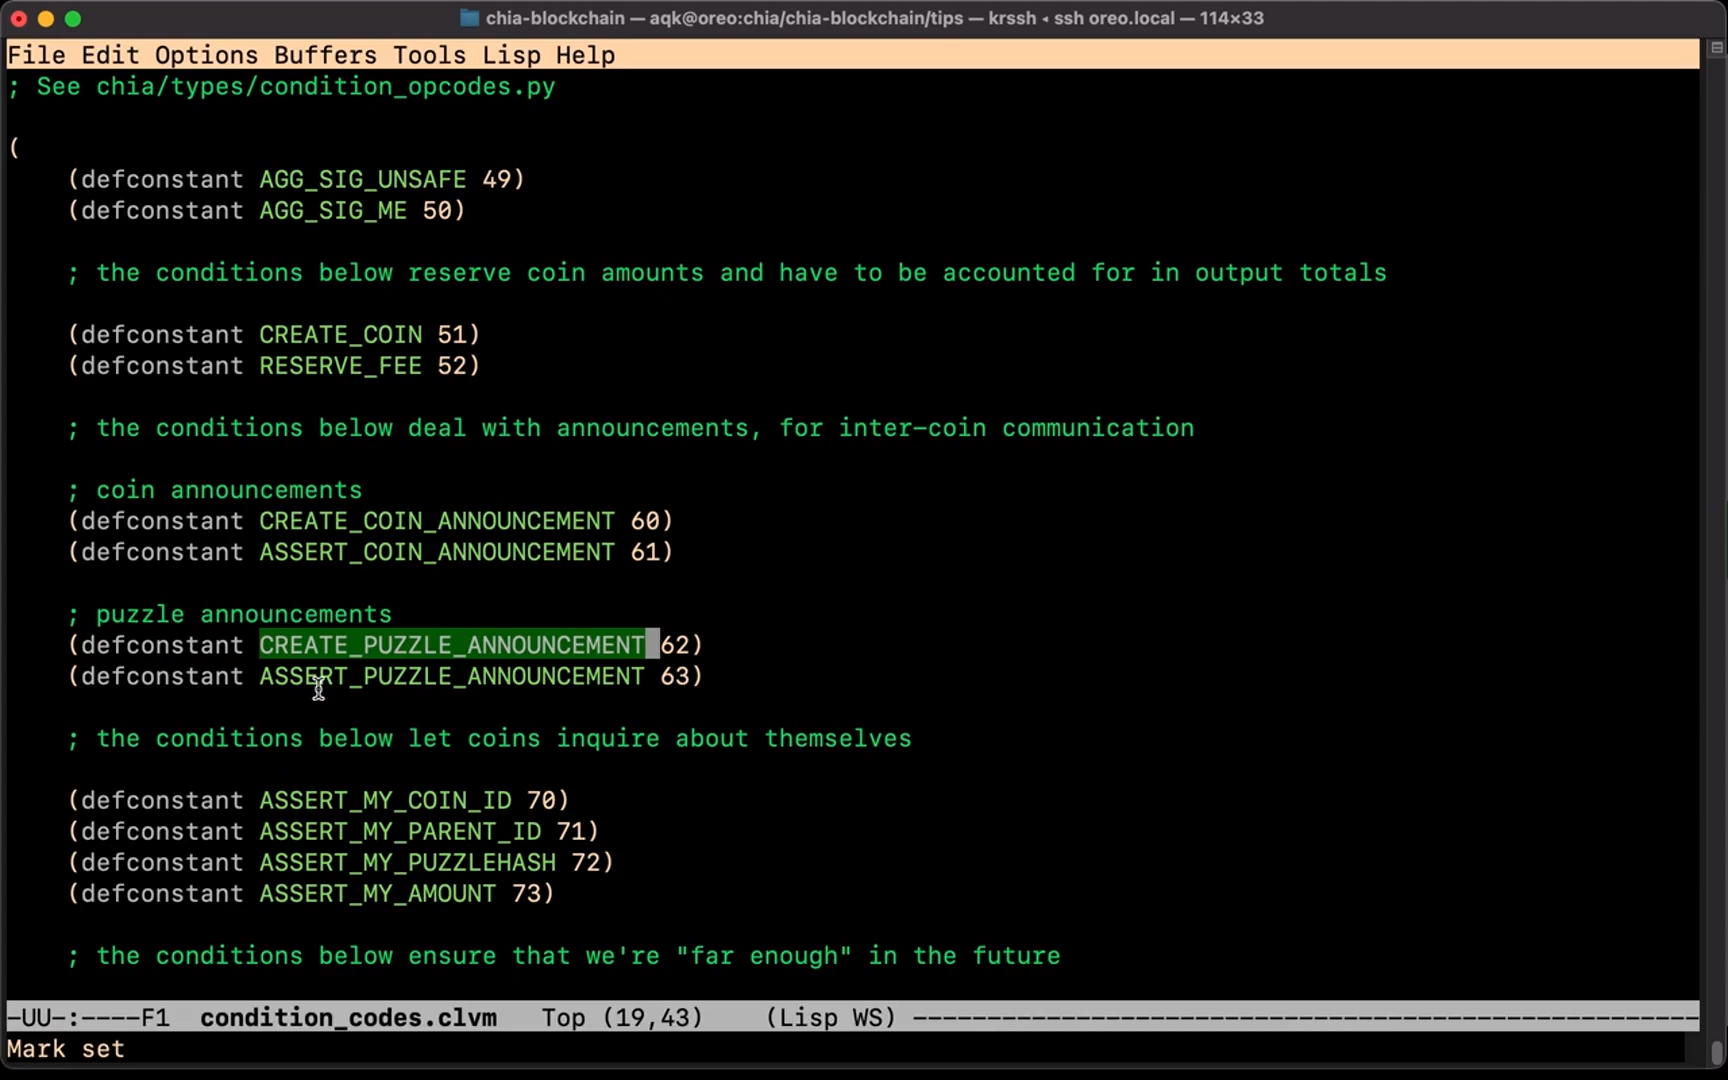 chia-blockchain — aqk@oreo:chia/chia-blockchain/tips — krssh ◂ ssh oreo.local — 114×33
File Edit Options Buffers Tools Lisp Help
; See chia/types/condition_opcodes.py
(
(defconstant AGG_SIG_UNSAFE 49)
(defconstant AGG_SIG_ME 50)
; the conditions below reserve coin amounts and have to be accounted for in output totals
(defconstant CREATE_COIN 51)
(defconstant RESERVE_FEE 52)
; the conditions below deal with announcements, for inter-coin communication
; coin announcements
(defconstant CREATE_COIN_ANNOUNCEMENT 60)
(defconstant ASSERT_COIN_ANNOUNCEMENT 61)
; puzzle announcements
(defconstant CREATE_PUZZLE_ANNOUNCEMENT 62)
(defconstant ASSERT_PUZZLE_ANNOUNCEMENT 63)
; the conditions below let coins inquire about themselves
(defconstant ASSERT_MY_COIN_ID 70)
(defconstant ASSERT_MY_PARENT_ID 71)
(defconstant ASSERT_MY_PUZZLEHASH 72)
(defconstant ASSERT_MY_AMOUNT 73)
; the conditions below ensure that we're "far enough" in the future
-UU-:----F1  condition_codes.clvm   Top (19,43)    (Lisp WS) -----------------------------------------------------
Mark set